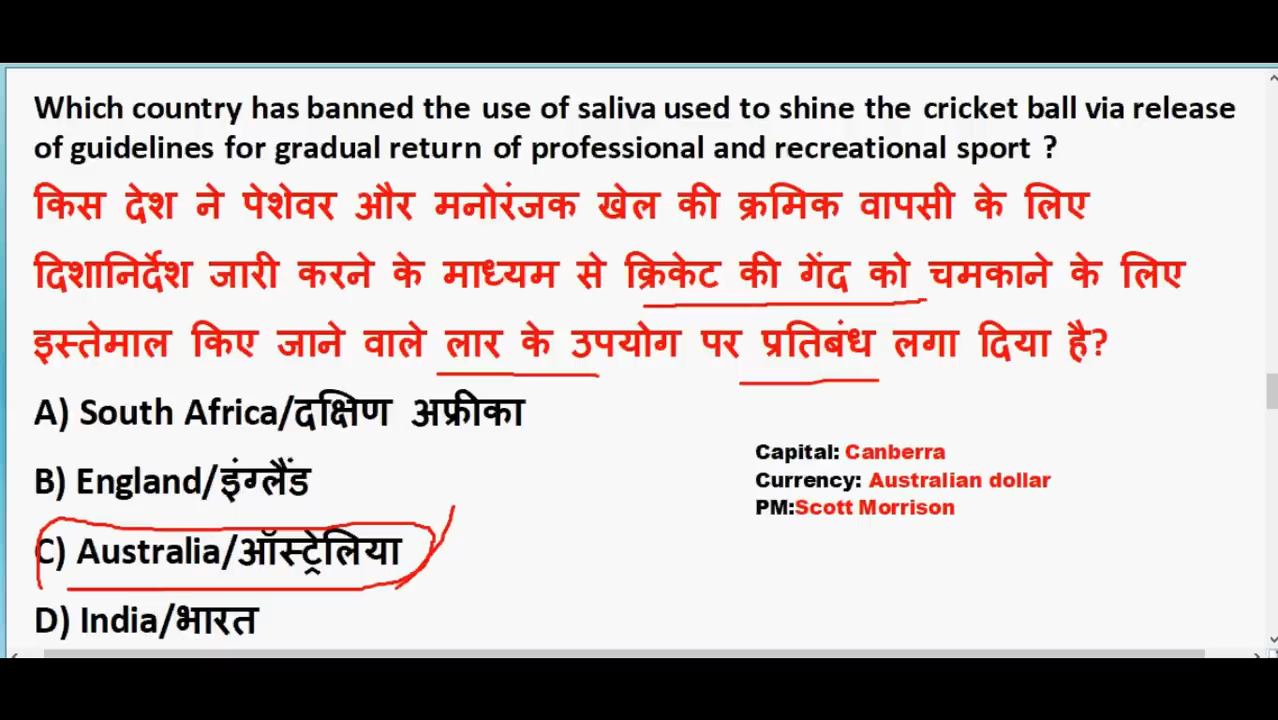 Which country has banned the use of saliva used to shine the cricket ball via release
of guidelines for gradual return of professional and recreational sport ?
किस देश ने पेशेवर और मनोरंजक खेल की क्रमिक वापसी के लिए
दिशानिर्देश जारी करने के माध्यम से क्रिकेट की गेंद को चमकाने के लिए
इस्तेमाल किए जाने वाले लार के उपयोग पर प्रतिबंध लगा दिया है?
A) South Africa/दक्षिण अफ्रीका
B) England/इंग्लैंड
C) Australia/ऑस्ट्रेलिया
D) India/भारत
Capital: Canberra
Currency: Australian dollar
PM:Scott Morrison